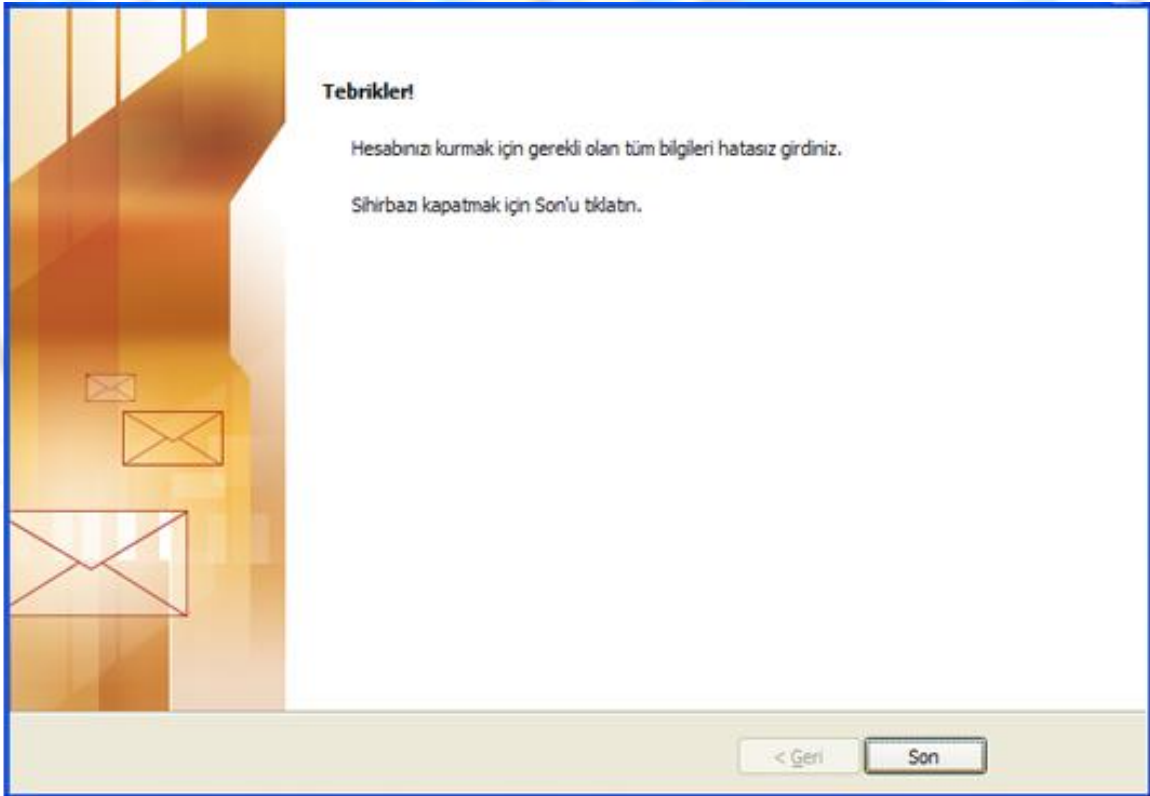 Tebrikler!
Hesabınızı kurmak için gerekli olan tüm bilgileri hatasız girdiniz.
Sihirbazı kapatmak için Son'u tıklatın.
< Geri
Son